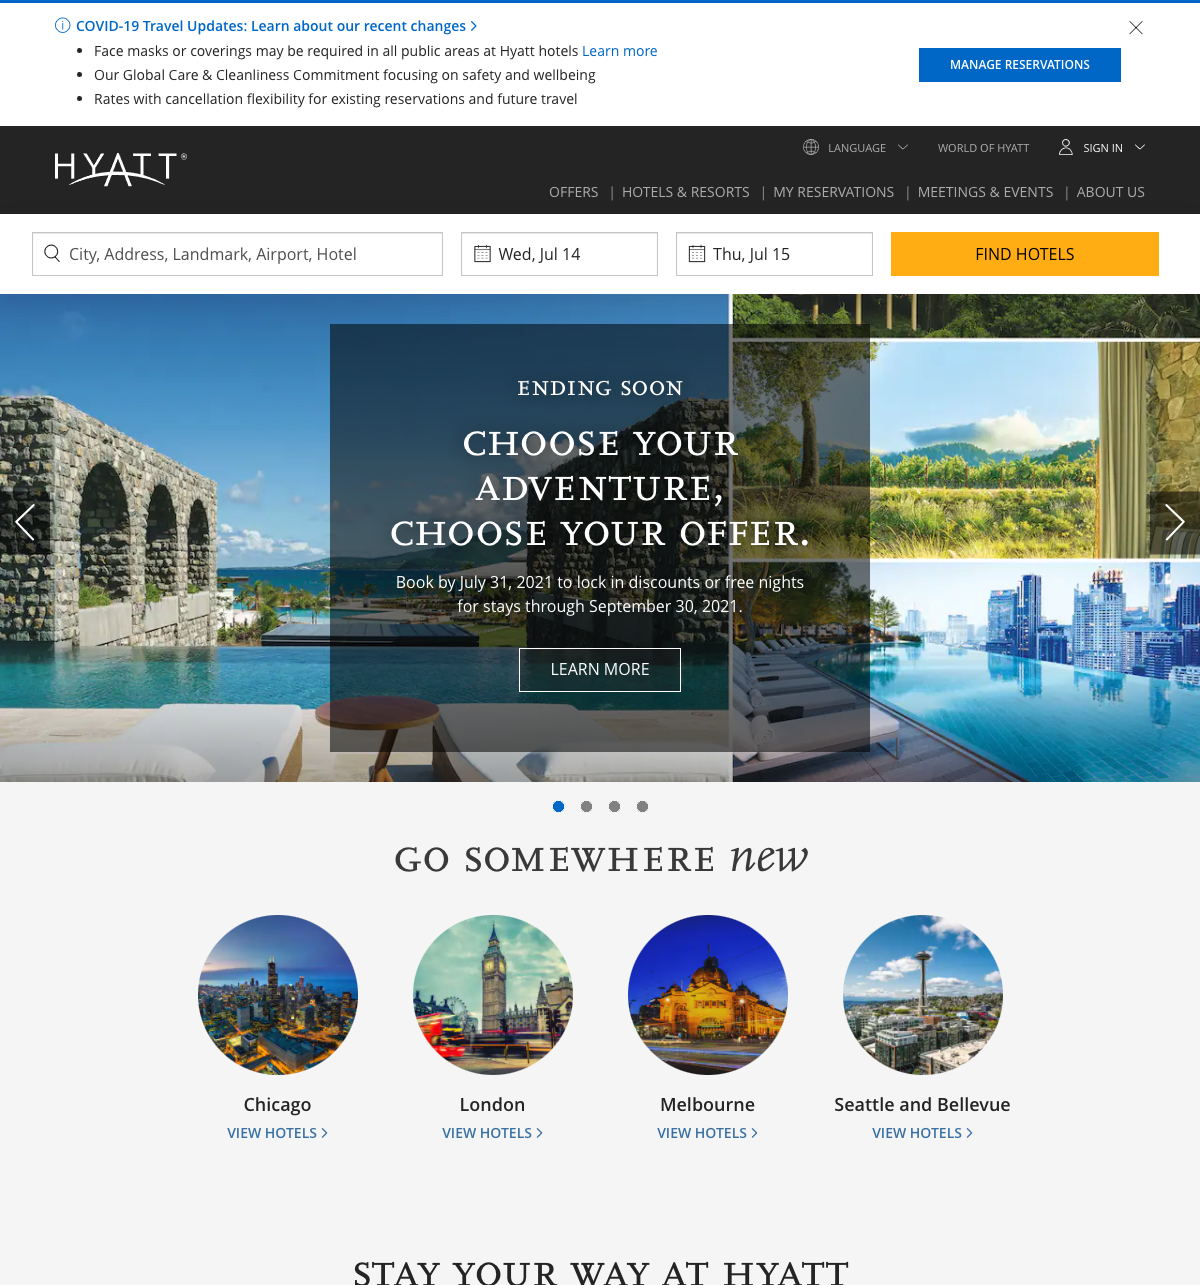 COVID-19 Travel Updates: Learn about our recent changes
Face masks or coverings may be required in all public areas at Hyatt hotels Learn more
Our Global Care & Cleanliness Commitment focusing on safety and wellbeing
Rates with cancellation flexibility for existing reservations and future travel
MANAGE RESERVATIONS
HYATT®
LANGUAGE
WORLD OF HYATT
SIGN IN
OFFERS | HOTELS & RESORTS | MY RESERVATIONS | MEETINGS & EVENTS | ABOUT US
City, Address, Landmark, Airport, Hotel
Wed, Jul 14
Thu, Jul 15
FIND HOTELS
ENDING SOON
CHOOSE YOUR
ADVENTURE,
CHOOSE YOUR OFFER.
Book by July 31, 2021 to lock in discounts or free nights
for stays through September 30, 2021.
LEARN MORE
GO SOMEWHERE new
Chicago
VIEW HOTELS
London
VIEW HOTELS
Melbourne
VIEW HOTELS
Seattle and Bellevue
VIEW HOTELS
STAY YOUR WAY AT HYATT